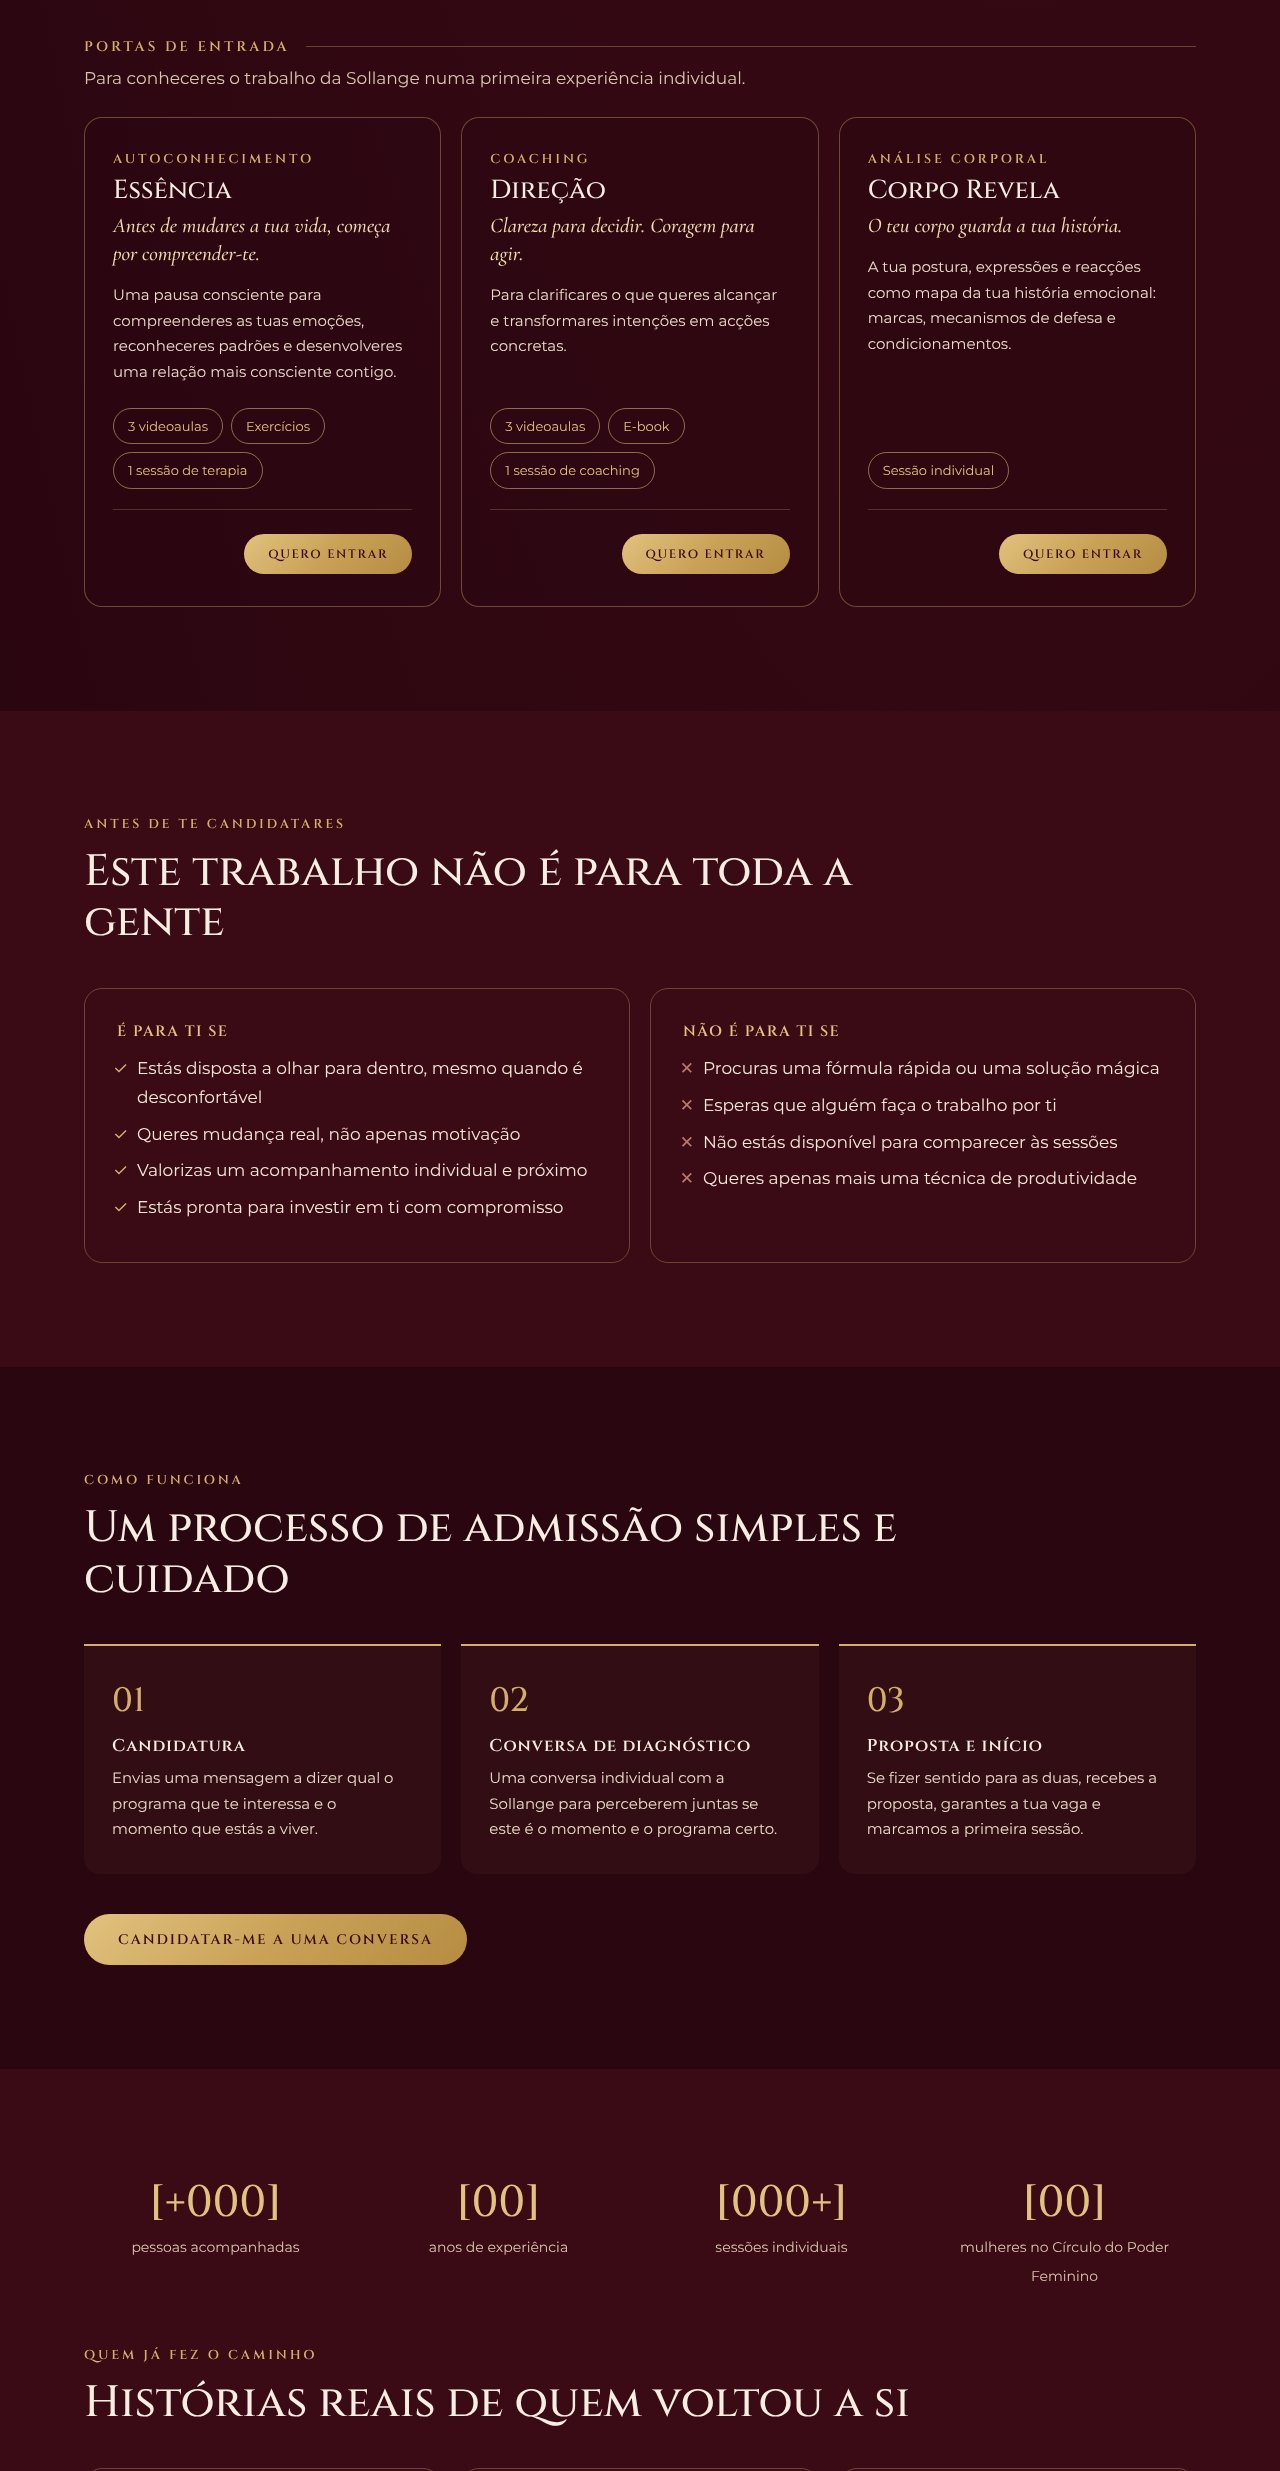 PORTAS DE ENTRADA
Para conheceres o trabalho da Sollange numa primeira experiência individual.
AUTOCONHECIMENTO
Essência
Antes de mudares a tua vida, começa
por compreender-te.
Uma pausa consciente para
compreenderes as tuas emoções,
reconheceres padrões e desenvolveres
uma relação mais consciente contigo.
3 videoaulas
Exercícios
1 sessão de terapia
QUERO ENTRAR
COACHING
Direção
Clareza para decidir. Coragem para
agir.
Para clarificares o que queres alcançar
e transformares intenções em acções
concretas.
3 videoaulas
E-book
1 sessão de coaching
QUERO ENTRAR
ANÁLISE CORPORAL
Corpo Revela
O teu corpo guarda a tua história.
A tua postura, expressões e reacções
como mapa da tua história emocional:
marcas, mecanismos de defesa e
condicionamentos.
Sessão individual
QUERO ENTRAR
ANTES DE TE CANDIDATARES
Este trabalho não é para toda a
gente
É PARA TI SE
✓ Estás disposta a olhar para dentro, mesmo quando é
desconfortável
✓ Queres mudança real, não apenas motivação
✓ Valorizas um acompanhamento individual e próximo
✓ Estás pronta para investir em ti com compromisso
NÃO É PARA TI SE
✕ Procuras uma fórmula rápida ou uma solução mágica
✕ Esperas que alguém faça o trabalho por ti
✕ Não estás disponível para comparecer às sessões
✕ Queres apenas mais uma técnica de produtividade
COMO FUNCIONA
Um processo de admissão simples e
cuidado
01
Candidatura
Envias uma mensagem a dizer qual o
programa que te interessa e o
momento que estás a viver.
02
Conversa de diagnóstico
Uma conversa individual com a
Sollange para perceberem juntas se
este é o momento e o programa certo.
03
Proposta e início
Se fizer sentido para as duas, recebes a
proposta, garantes a tua vaga e
marcamos a primeira sessão.
CANDIDATAR-ME A UMA CONVERSA
[+000]
pessoas acompanhadas
[00]
anos de experiência
[000+]
sessões individuais
[00]
mulheres no Círculo do Poder
Feminino
QUEM JÁ FEZ O CAMINHO
Histórias reais de quem voltou a si